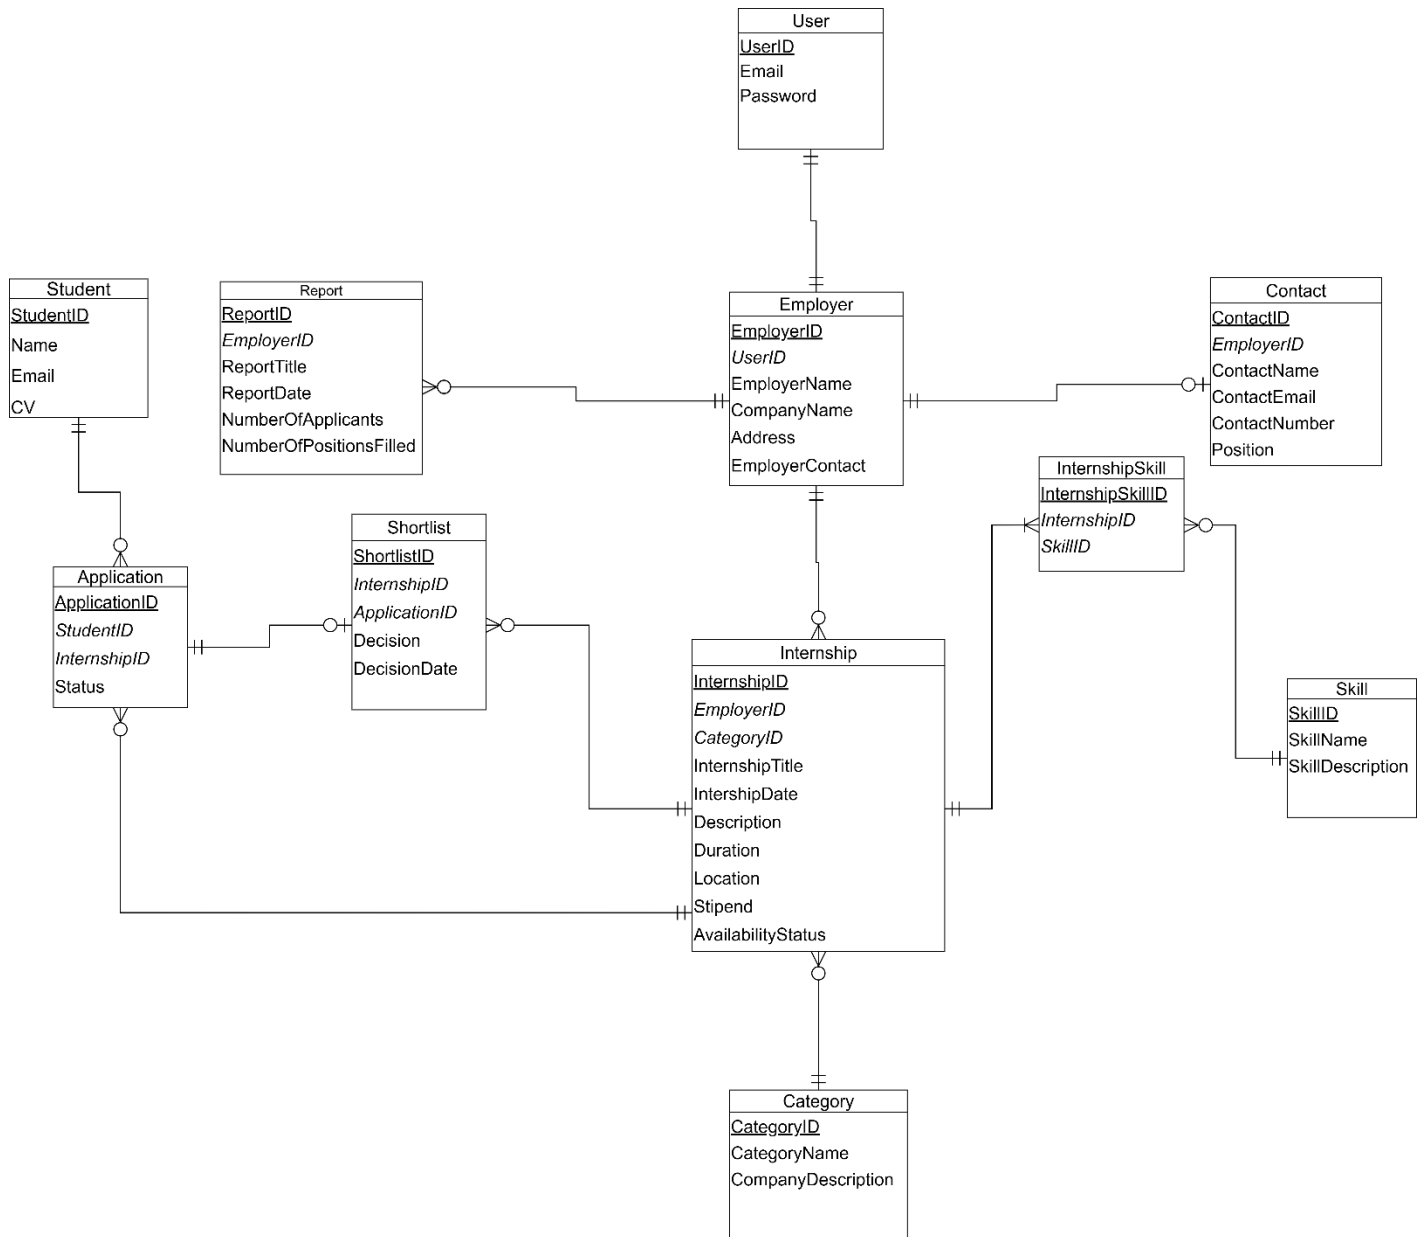 User
UserID
Email
Password
Student
StudentID
Name
Email
CV
Report
ReportID
EmployerID
ReportTitle
ReportDate
NumberOfApplicants
NumberOfPositionsFilled
Employer
EmployerID
UserID
EmployerName
CompanyName
Address
EmployerContact
Contact
ContactID
EmployerID
ContactName
ContactEmail
ContactNumber
Position
InternshipSkill
InternshipSkillID
InternshipID
SkillID
Shortlist
ShortlistID
InternshipID
ApplicationID
Decision
DecisionDate
Application
ApplicationID
StudentID
InternshipID
Status
Internship
InternshipID
EmployerID
CategoryID
InternshipTitle
IntershipDate
Description
Duration
Location
Stipend
AvailabilityStatus
Skill
SkillID
SkillName
SkillDescription
Category
CategoryID
CategoryName
CompanyDescription